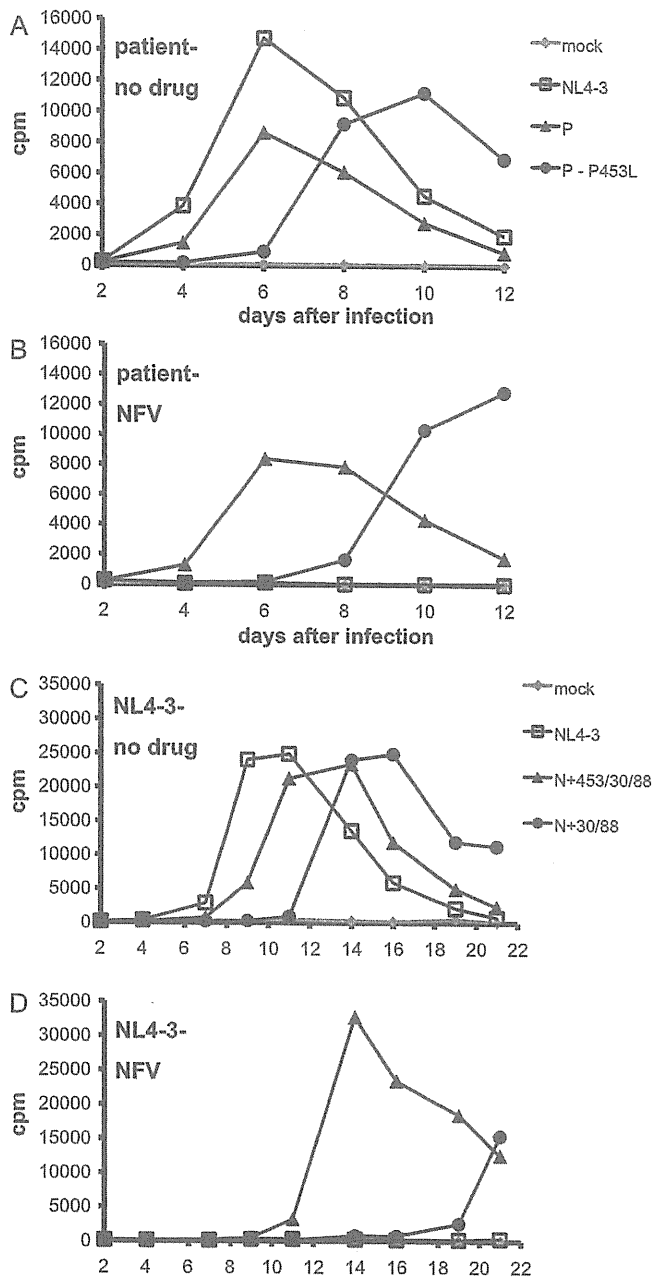 A
patient-
no drug
16000
14000
12000
10000
8000
6000
4000
2000
0
cpm
2 4 6 8 10 12
days after infection
mock
NL4-3
P
P - P453L
B
patient-
NFV
16000
14000
12000
10000
8000
6000
4000
2000
0
cpm
2 4 6 8 10 12
days after infection
C
NL4-3-
no drug
35000
30000
25000
20000
15000
10000
5000
0
cpm
2 4 6 8 10 12 14 16 18 20 22
mock
NL4-3
N+453/30/88
N+30/88
D
NL4-3-
NFV
35000
30000
25000
20000
15000
10000
5000
0
cpm
2 4 6 8 10 12 14 16 18 20 22